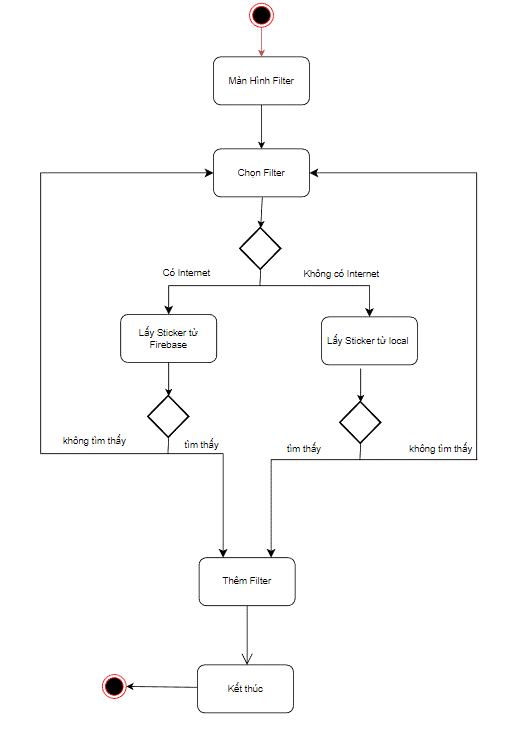 Màn Hình Filter
Chọn Filter
Có Internet
Không có Internet
Lấy Sticker từ
Firebase
Lấy Sticker từ local
không tìm thấy
tìm thấy
tìm thấy
không tìm thấy
Thêm Filter
Kết thúc